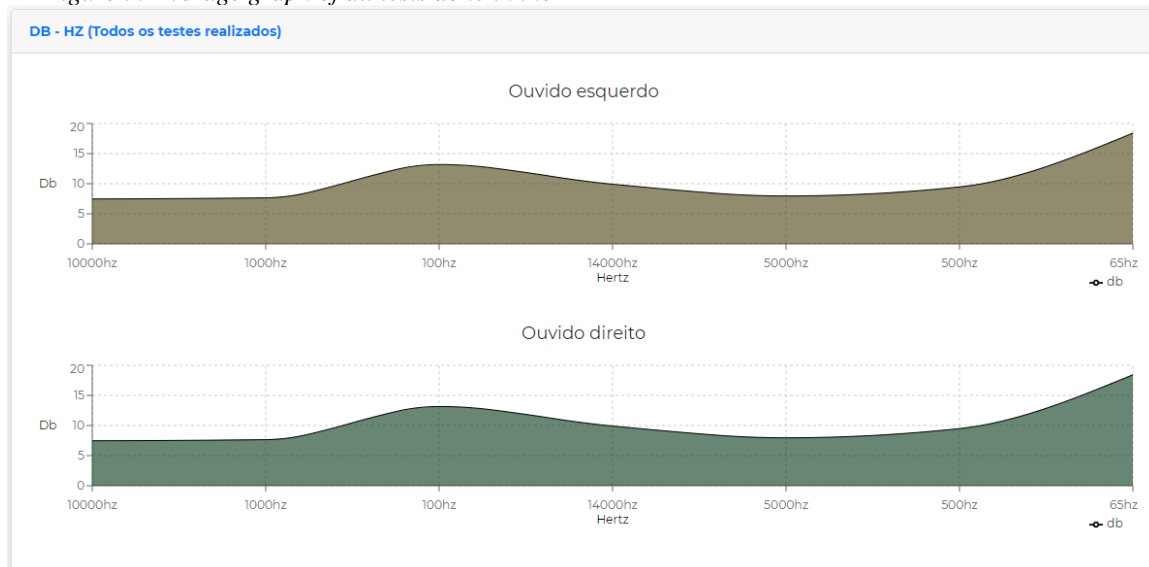 DB - HZ (Todos os testes realizados)
Ouvido esquerdo
20
15
Db 10
5
0
10000hz 1000hz 100hz 14000hz 5000hz 500hz 65hz
Hertz
db
Ouvido direito
20
15
Db 10
5
0
10000hz 1000hz 100hz 14000hz 5000hz 500hz 65hz
Hertz
db